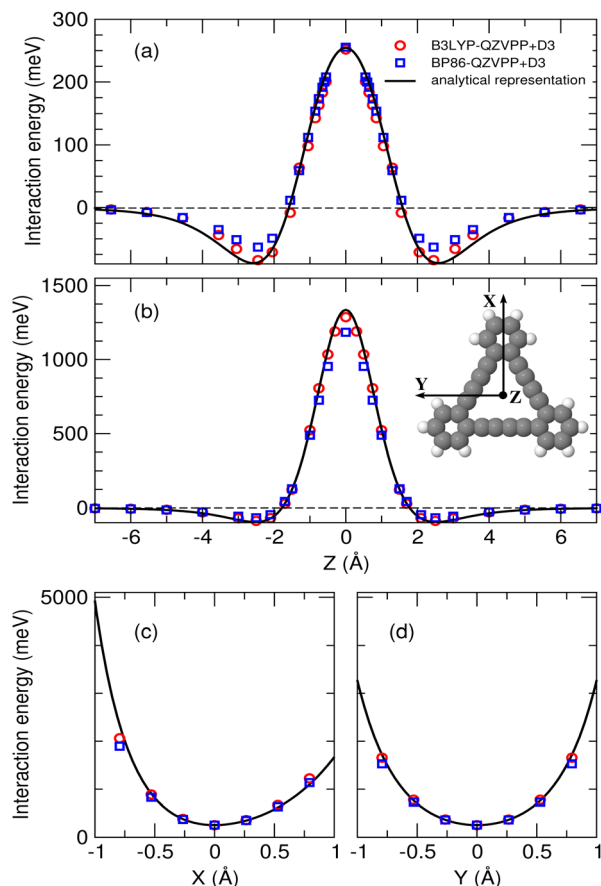 (a)
B3LYP-QZVPP+D3
BP86-QZVPP+D3
analytical representation
Interaction energy (meV)
300
200
100
0
(b)
X
Y
Z
Interaction energy (meV)
1500
1000
500
0
-6 -4 -2 0 2 4 6
Z (Å)
(c)
(d)
Interaction energy (meV)
5000
0
-1 -0.5 0 0.5 1
-1 -0.5 0 0.5 1
X (Å)
Y (Å)